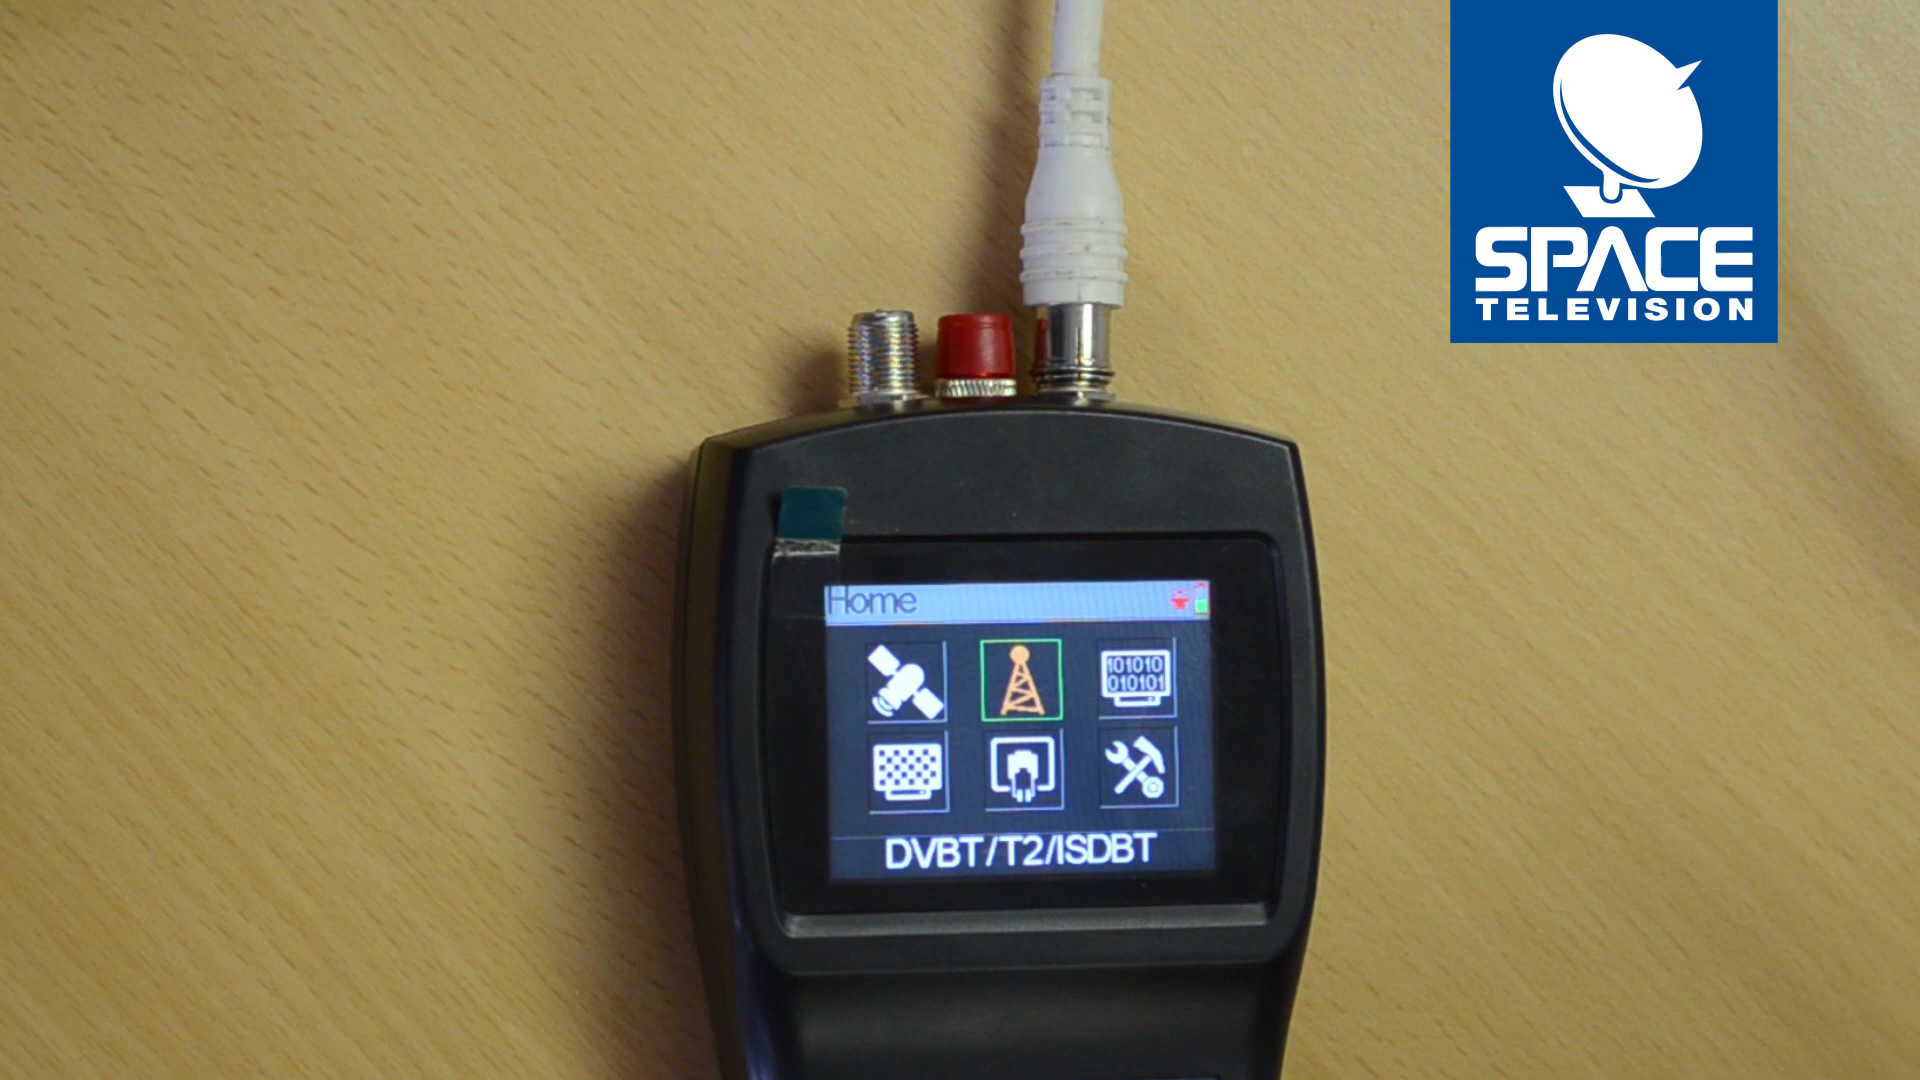 SPACE
TELEVISION
Home
101010
010101
DVBT/T2/ISDBT